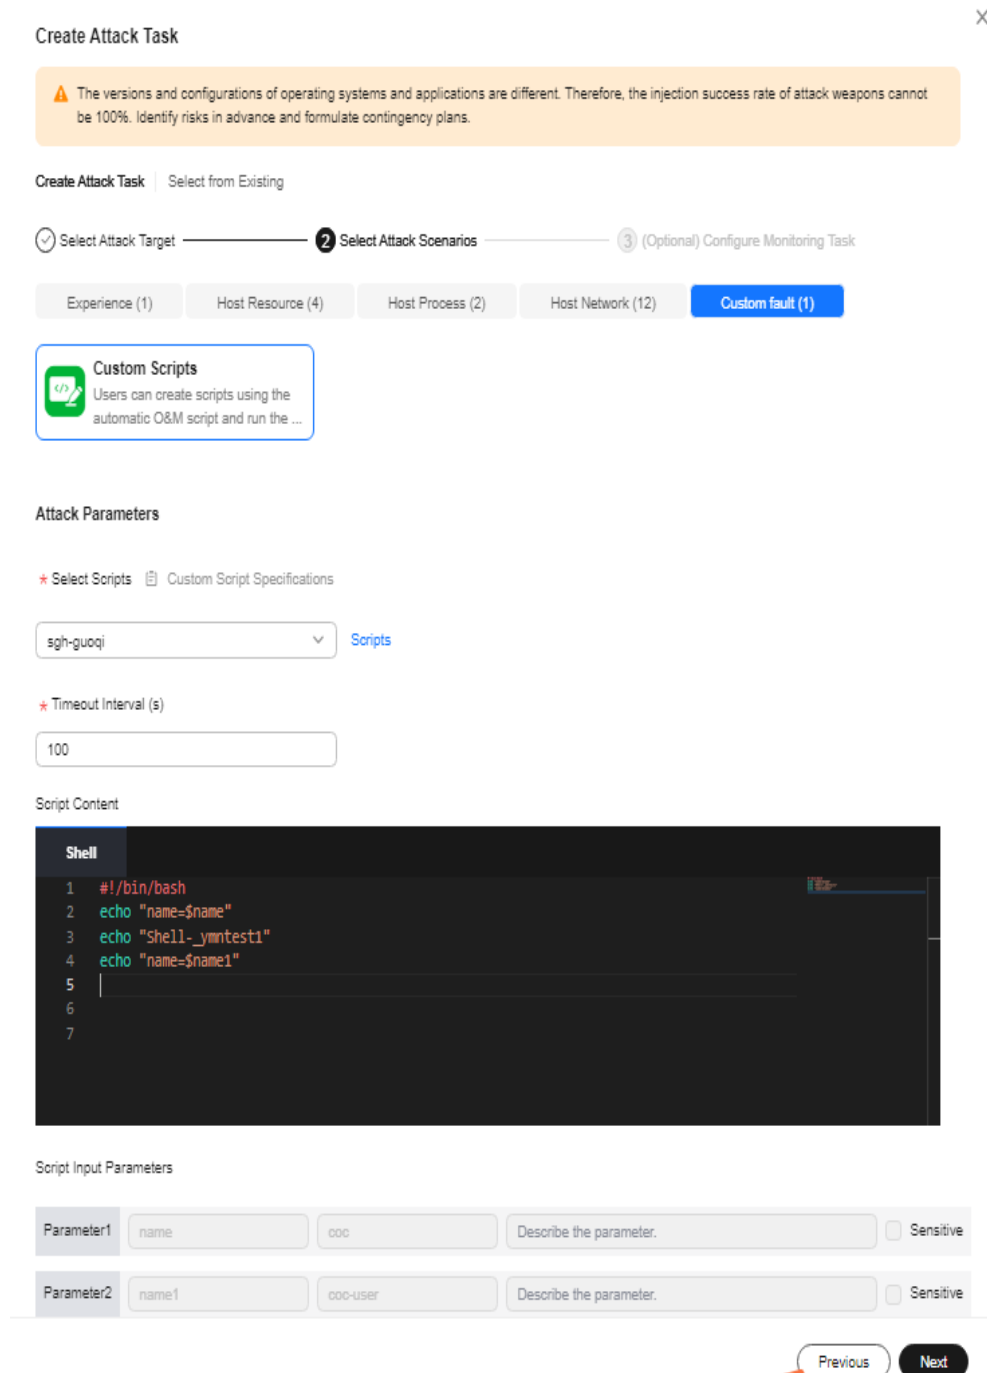 Create Attack Task
The versions and configurations of operating systems and applications are different. Therefore, the injection success rate of attack weapons cannot
be 100%. Identify risks in advance and formulate contingency plans.
Create Attack Task Select from Existing
Select Attack Target 2 Select Attack Scenarios 3 (Optional) Configure Monitoring Task
Experience (1) Host Resource (4) Host Process (2) Host Network (12) Custom fault (1)
Custom Scripts
Users can create scripts using the
automatic O&M script and run the ...
Attack Parameters
* Select Scripts Custom Script Specifications
sgh-guoqi Scripts
* Timeout Interval (s)
100
Script Content
Shell
1 #!/bin/bash
2 echo "name=$name"
3 echo "Shell-_ymntest1"
4 echo "name=$name1"
5
6
7
Script Input Parameters
Parameter1 name coc Describe the parameter. Sensitive
Parameter2 name1 coc-user Describe the parameter. Sensitive
Previous Next